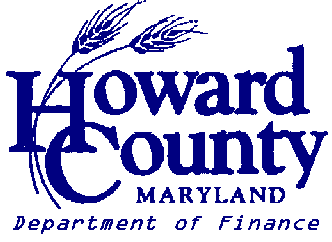 Howard
County
MARYLAND
Department of Finance